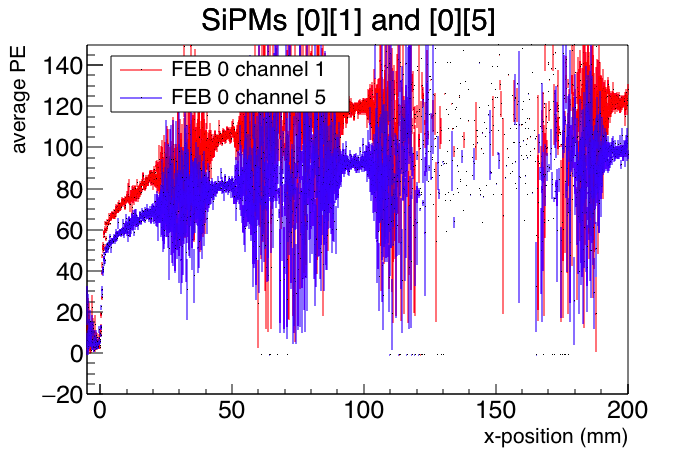 SiPMs [0][1] and [0][5]
average PE
140
120
100
80
60
40
20
0
−20
FEB 0 channel 1
FEB 0 channel 5
0 50 100 150 200
x-position (mm)